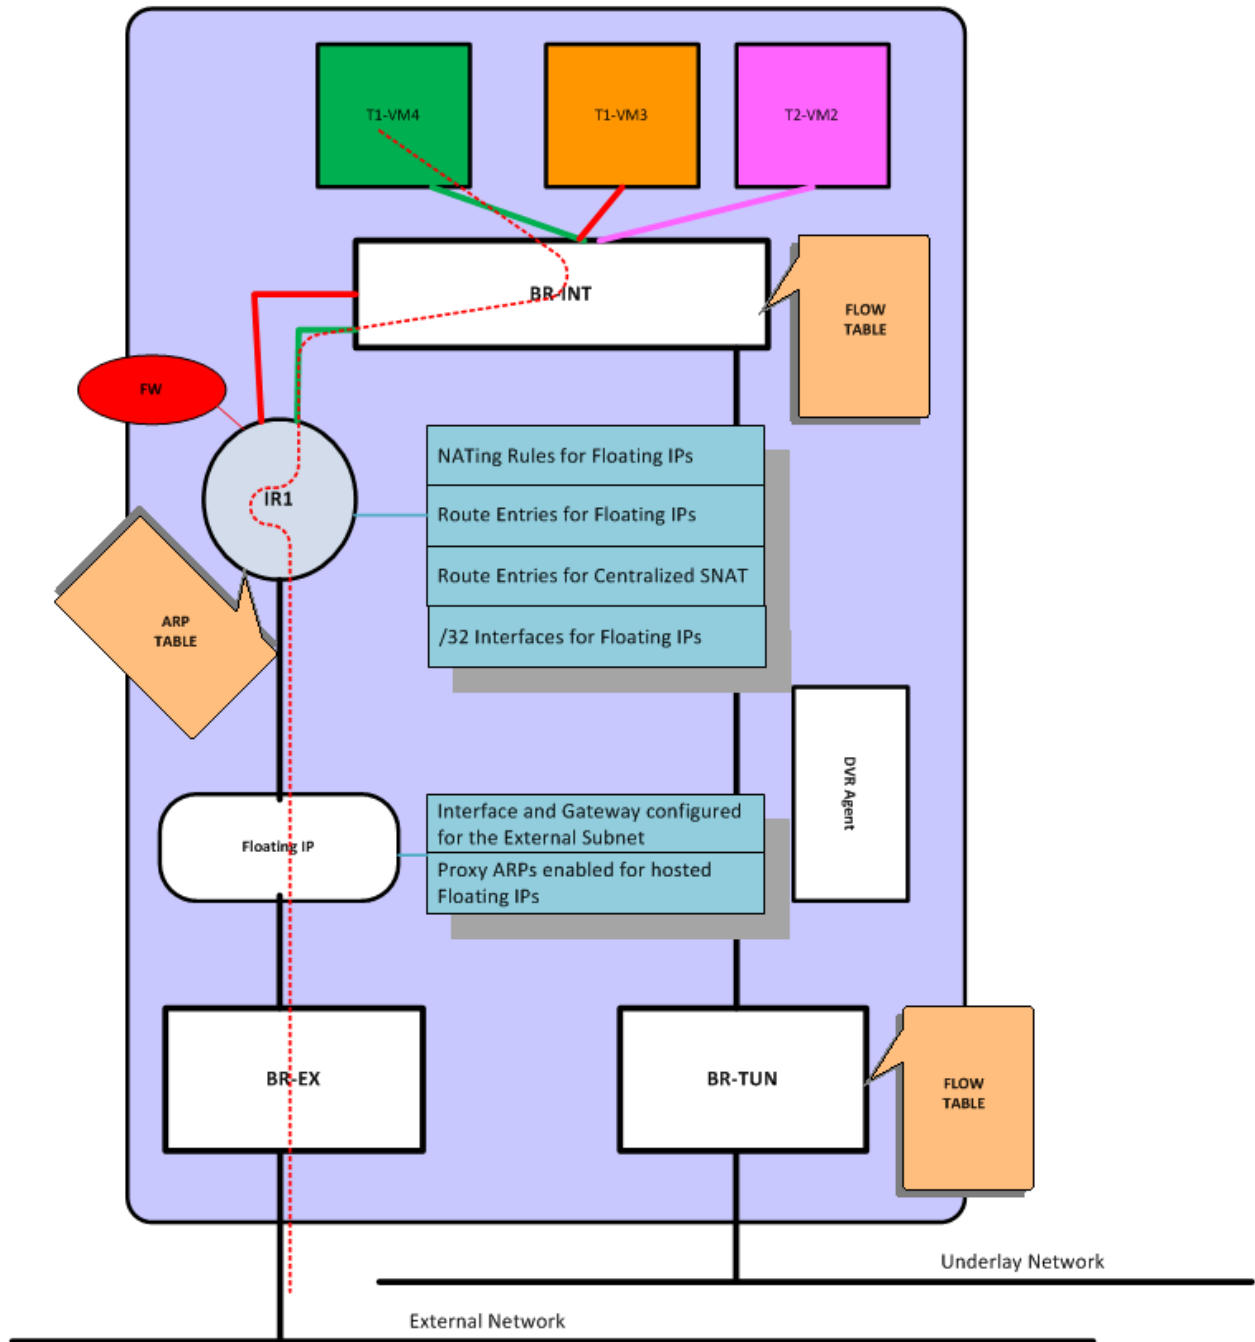 T1-VM4
T1-VM3
T2-VM2
BR-INT
FLOW
TABLE
FW
NATing Rules for Floating IPs
IR1
Route Entries for Floating IPs
Route Entries for Centralized SNAT
ARP
TABLE
/32 Interfaces for Floating IPs
DVR Agent
Interface and Gateway configured
for the External Subnet
Floating IP
Proxy ARPs enabled for hosted
Floating IPs
BR-EX
BR-TUN
FLOW
TABLE
Underlay Network
External Network